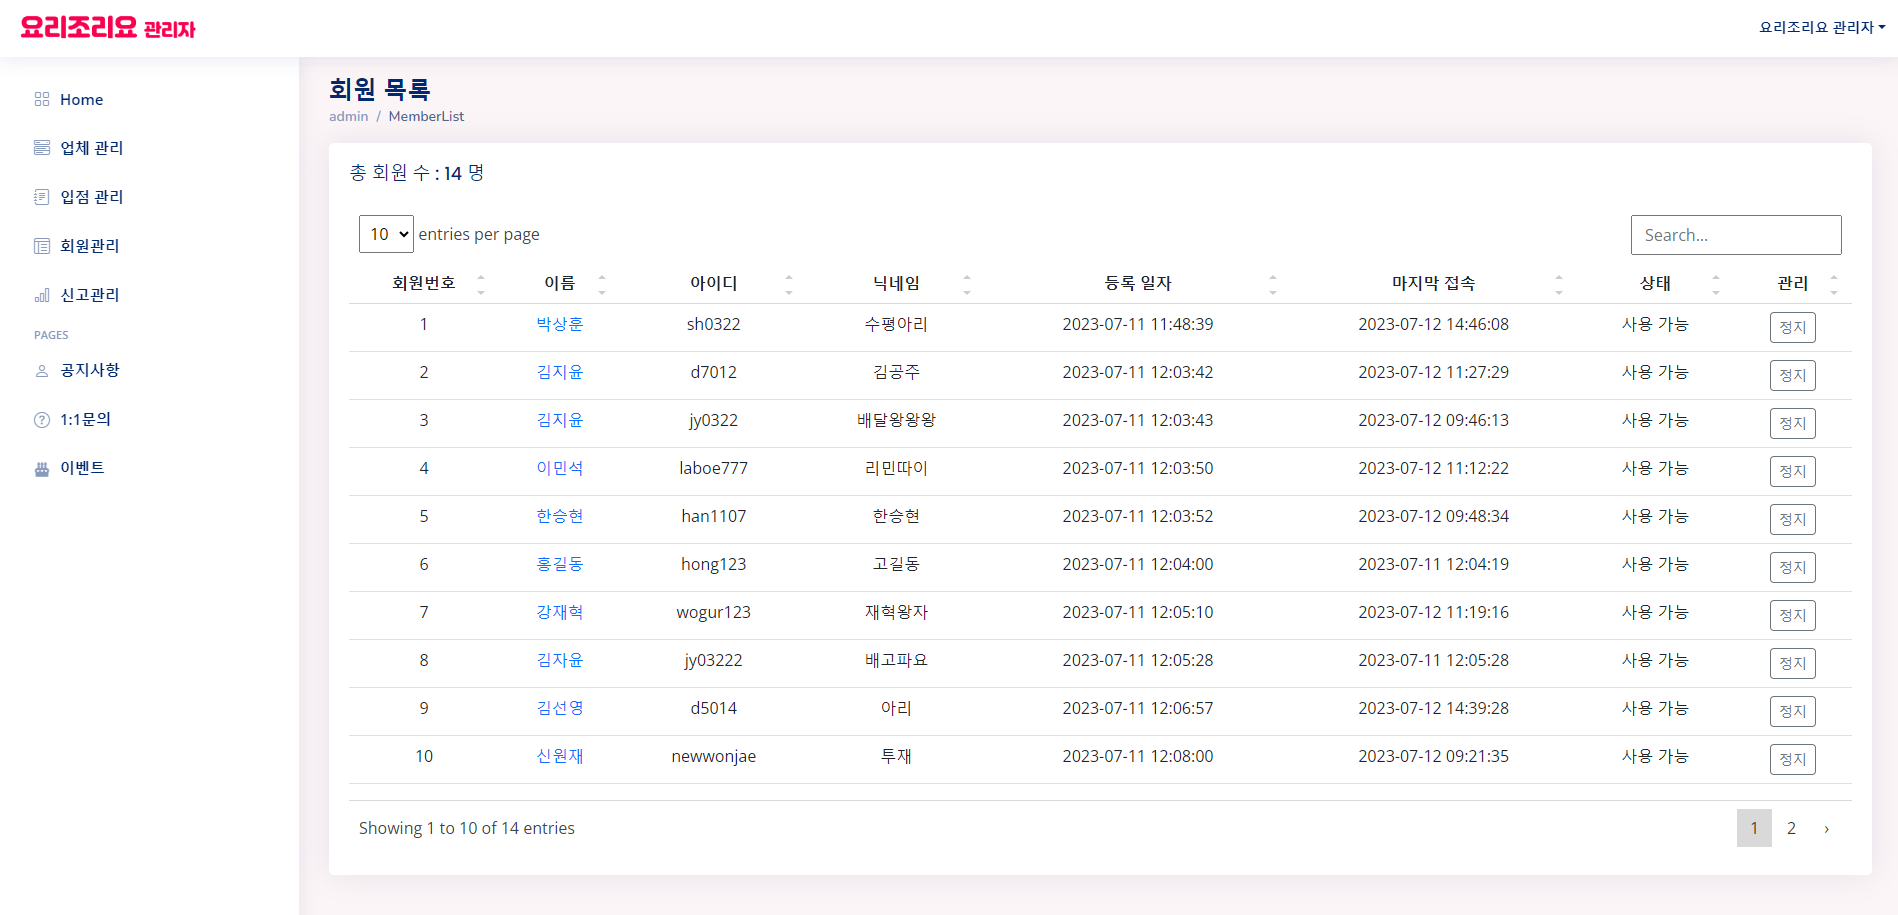 요리조리요 관리자
요리조리요 관리자
Home
업체 관리
입점 관리
회원관리
신고관리
PAGES
공지사항
1:1문의
이벤트
회원 목록
admin / MemberList
총 회원 수 : 14 명
10 entries per page
Search...
회원번호 이름 아이디 닉네임 등록 일자 마지막 접속 상태 관리
1 박상훈 sh0322 수평아리 2023-07-11 11:48:39 2023-07-12 14:46:08 사용 가능 정지
2 김지윤 d7012 김공주 2023-07-11 12:03:42 2023-07-12 11:27:29 사용 가능 정지
3 김지윤 jy0322 배달왕왕왕 2023-07-11 12:03:43 2023-07-12 09:46:13 사용 가능 정지
4 이민석 laboe777 리민따이 2023-07-11 12:03:50 2023-07-12 11:12:22 사용 가능 정지
5 한승현 han1107 한승현 2023-07-11 12:03:52 2023-07-12 09:48:34 사용 가능 정지
6 홍길동 hong123 고길동 2023-07-11 12:04:00 2023-07-11 12:04:19 사용 가능 정지
7 강재혁 wogur123 재혁왕자 2023-07-11 12:05:10 2023-07-12 11:19:16 사용 가능 정지
8 김자윤 jy03222 배고파요 2023-07-11 12:05:28 2023-07-11 12:05:28 사용 가능 정지
9 김선영 d5014 아리 2023-07-11 12:06:57 2023-07-12 14:39:28 사용 가능 정지
10 신원재 newwonjae 투재 2023-07-11 12:08:00 2023-07-12 09:21:35 사용 가능 정지
Showing 1 to 10 of 14 entries
1 2 ›